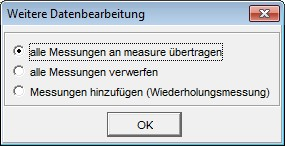 Weitere Datenbearbeitung
alle Messungen an measure übertragen
alle Messungen verwerfen
Messungen hinzufügen (Wiederholungsmessung)
OK